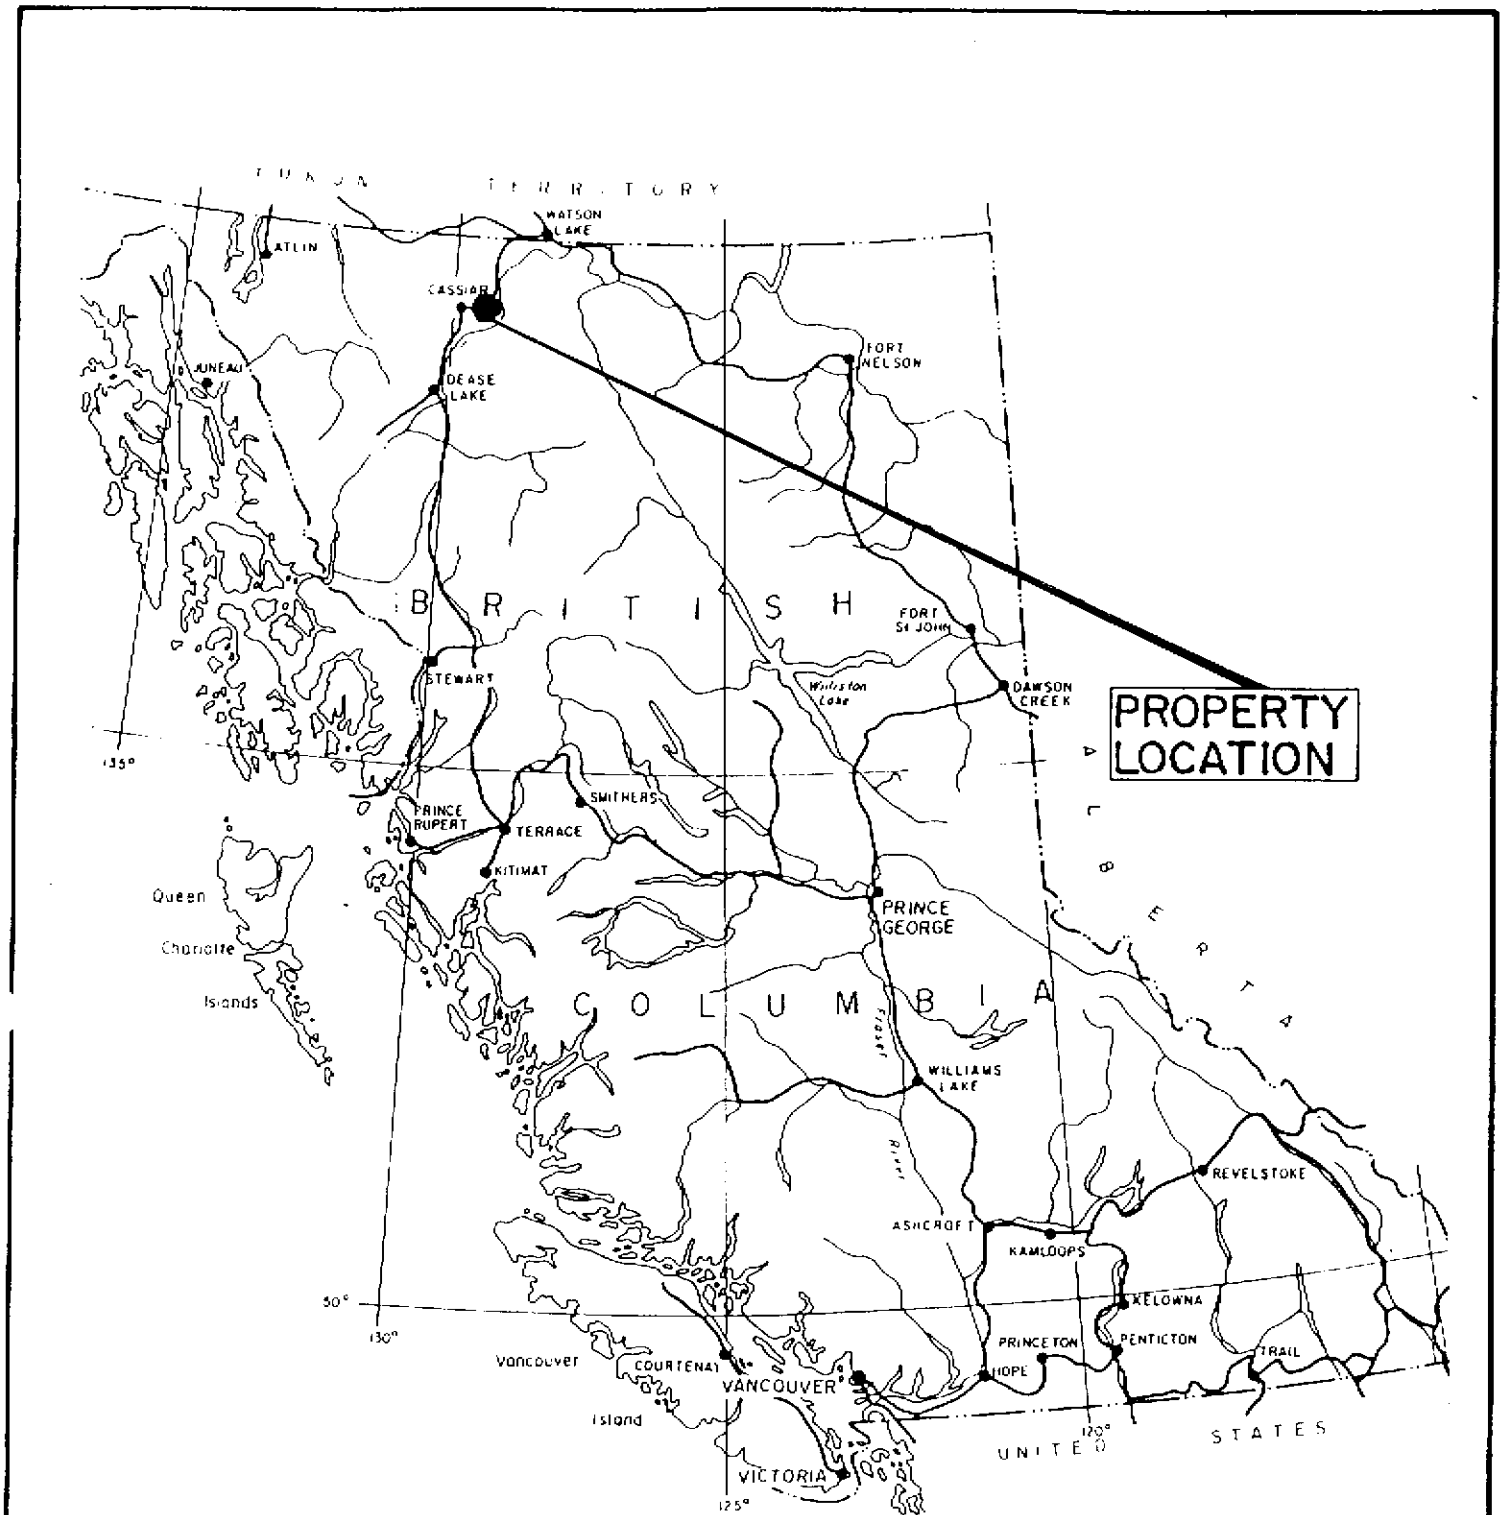 YUKON TERRITORY
WATSON
LAKE
ATLIN
CASSIAR
JUNEAU
DEASE
LAKE
FORT
NELSON
BRITISH
FORT
St JOHN
STEWART
Williston
Lake
DAWSON
CREEK
PROPERTY
LOCATION
135°
ALBERTA
PRINCE
RUPERT
SMITHERS
TERRACE
KITIMAT
Queen
Charlotte
Islands
PRINCE
GEORGE
COLUMBIA
Fraser
River
WILLIAMS
LAKE
REVELSTOKE
ASHCROFT
KAMLOOPS
50°
130°
KELOWNA
PRINCETON
PENTICTON
TRAIL
HOPE
Vancouver
Island
COURTENAY
VANCOUVER
120°
UNITED STATES
VICTORIA
125°